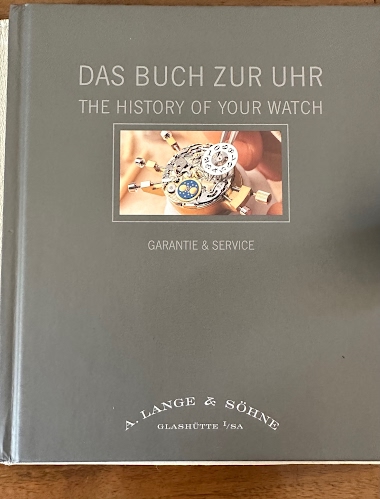 DAS BUCH ZUR UHR
THE HISTORY OF YOUR WATCH
GARANTIE & SERVICE
A. LANGE & SÖHNE
GLASHÜTTE I/SA